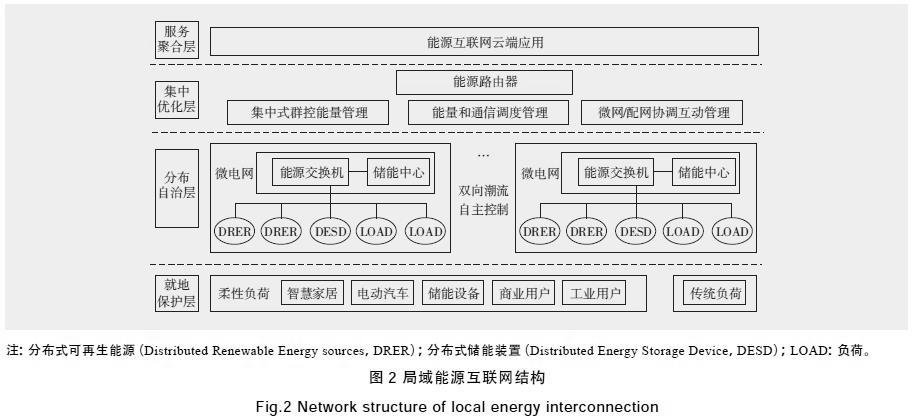 服务
聚合层
能源互联网云端应用
集中
优化层
能源路由器
集中式群控能量管理
能量和通信调度管理
微网/配网协调互动管理
分布
自治层
微电网
能源交换机
储能中心
DRER
DRER
DESD
LOAD
LOAD
…
双向潮流
自主控制
微电网
能源交换机
储能中心
DRER
DRER
DESD
LOAD
LOAD
就地
保护层
柔性负荷
智慧家居
电动汽车
储能设备
商业用户
工业用户
传统负荷
注: 分布式可再生能源 (Distributed Renewable Energy sources, DRER) ; 分布式储能装置 (Distributed Energy Storage Device, DESD) ; LOAD: 负荷。
图 2 局域能源互联网结构
Fig.2 Network structure of local energy interconnection